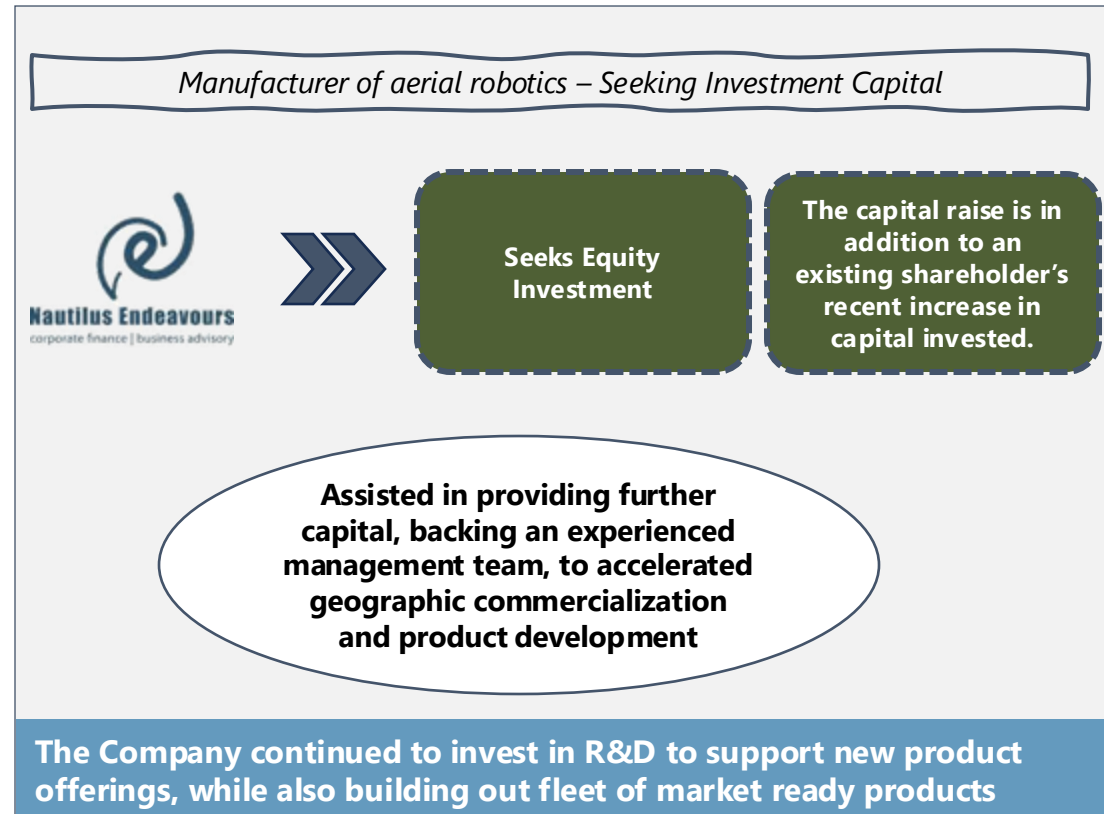 Manufacturer of aerial robotics – Seeking Investment Capital
Nautilus Endeavours
corporate finance | business advisory
Seeks Equity
Investment
The capital raise is in
addition to an
existing shareholder’s
recent increase in
capital invested.
Assisted in providing further
capital, backing an experienced
management team, to accelerated
geographic commercialization
and product development
The Company continued to invest in R&D to support new product
offerings, while also building out fleet of market ready products